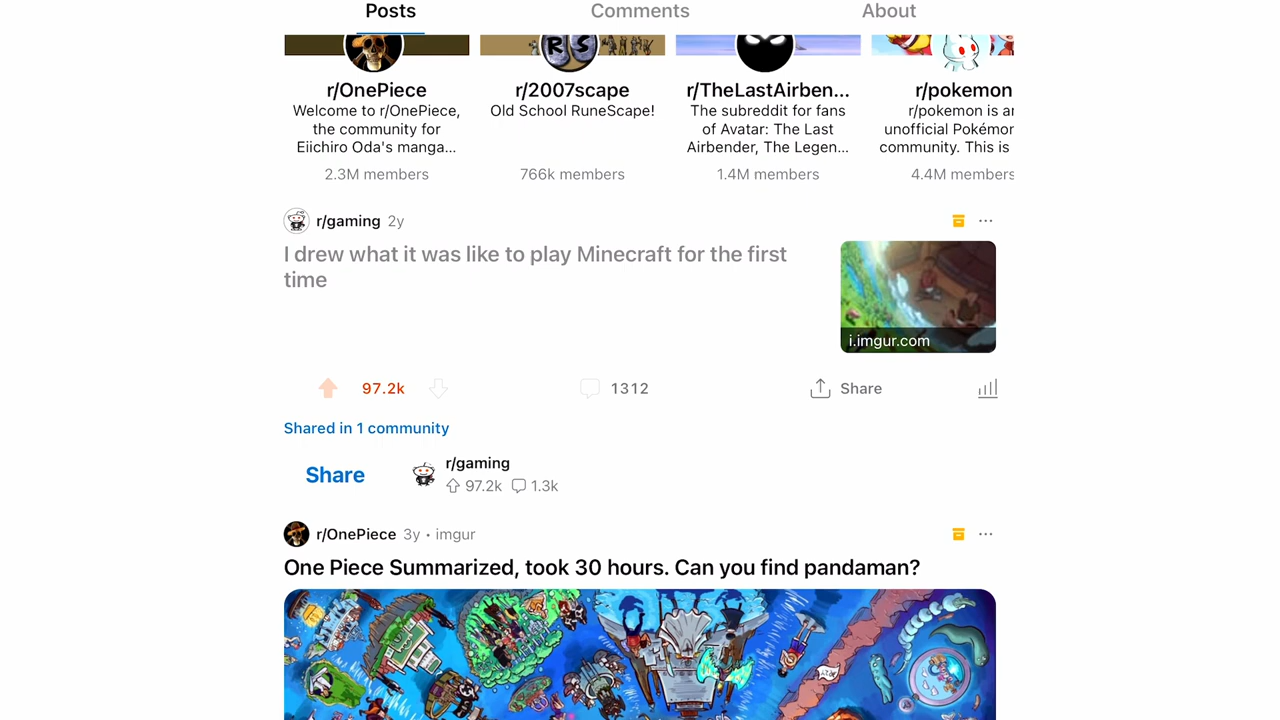 Posts
Comments
About
RS
r/OnePiece
Welcome to r/OnePiece,
the community for
Eiichiro Oda's manga...
2.3M members
r/2007scape
Old School RuneScape!
766k members
r/TheLastAirben...
The subreddit for fans
of Avatar: The Last
Airbender, The Legen...
1.4M members
r/pokemon
r/pokemon is an
unofficial Pokémon
community. This is
4.4M members
r/gaming 2y
I drew what it was like to play Minecraft for the first
time
i.imgur.com
97.2k
1312
Share
Shared in 1 community
Share
r/gaming
97.2k 1.3k
r/OnePiece 3y • imgur
One Piece Summarized, took 30 hours. Can you find pandaman?